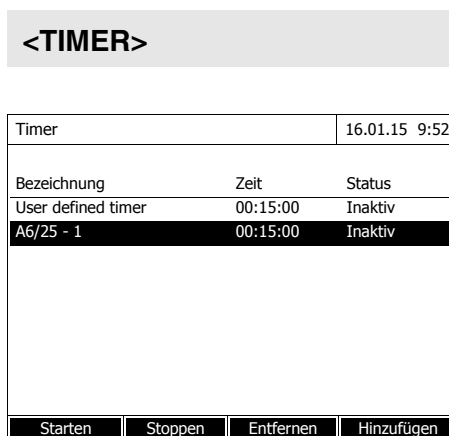 <TIMER>
Timer 16.01.15 9:52
Bezeichnung Zeit Status
User defined timer 00:15:00 Inaktiv
A6/25 - 1 00:15:00 Inaktiv
Starten Stoppen Entfernen Hinzufügen